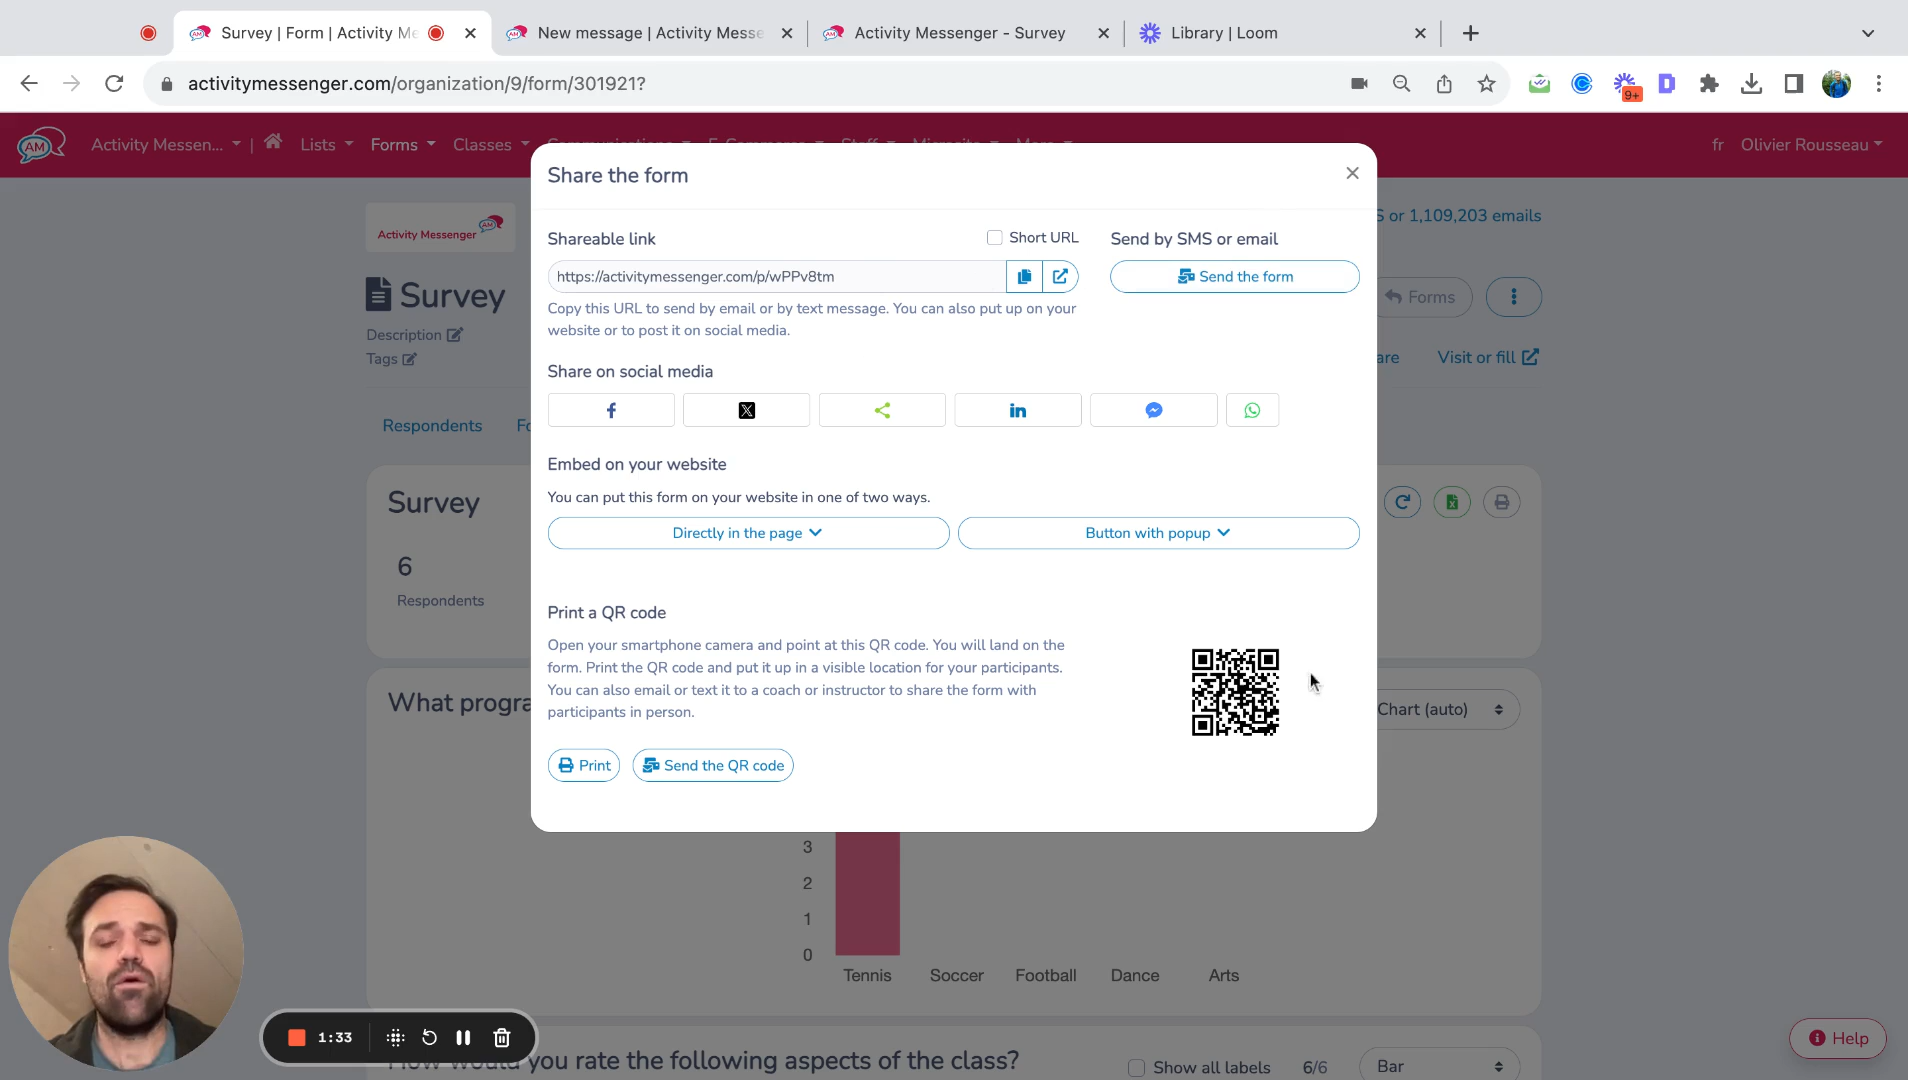 Survey | Form | Activity Me
New message | Activity Messe
Activity Messenger - Survey
Library | Loom
activitymessenger.com/organization/9/form/301921?
9+
AM
Activity Messen...
|
Lists
Forms
Classes
fr
Olivier Rousseau
Share the form
Activity Messenger
AM
S or 1,109,203 emails
Shareable link
Short URL
Send by SMS or email
https://activitymessenger.com/p/wPPv8tm
Send the form
Survey
Forms
Copy this URL to send by email or by text message. You can also put up on your
website or to post it on social media.
Description
Tags
are
Visit or fill
Share on social media
Respondents
Fo
Embed on your website
You can put this form on your website in one of two ways.
Survey
Directly in the page
Button with popup
6
Respondents
Print a QR code
Open your smartphone camera and point at this QR code. You will land on the
form. Print the QR code and put it up in a visible location for your participants.
You can also email or text it to a coach or instructor to share the form with
participants in person.
What progra
Chart (auto)
Print
Send the QR code
3
2
1
0
Tennis
Soccer
Football
Dance
Arts
1:33
How would you rate the following aspects of the class?
Show all labels
6/6
Bar
Help